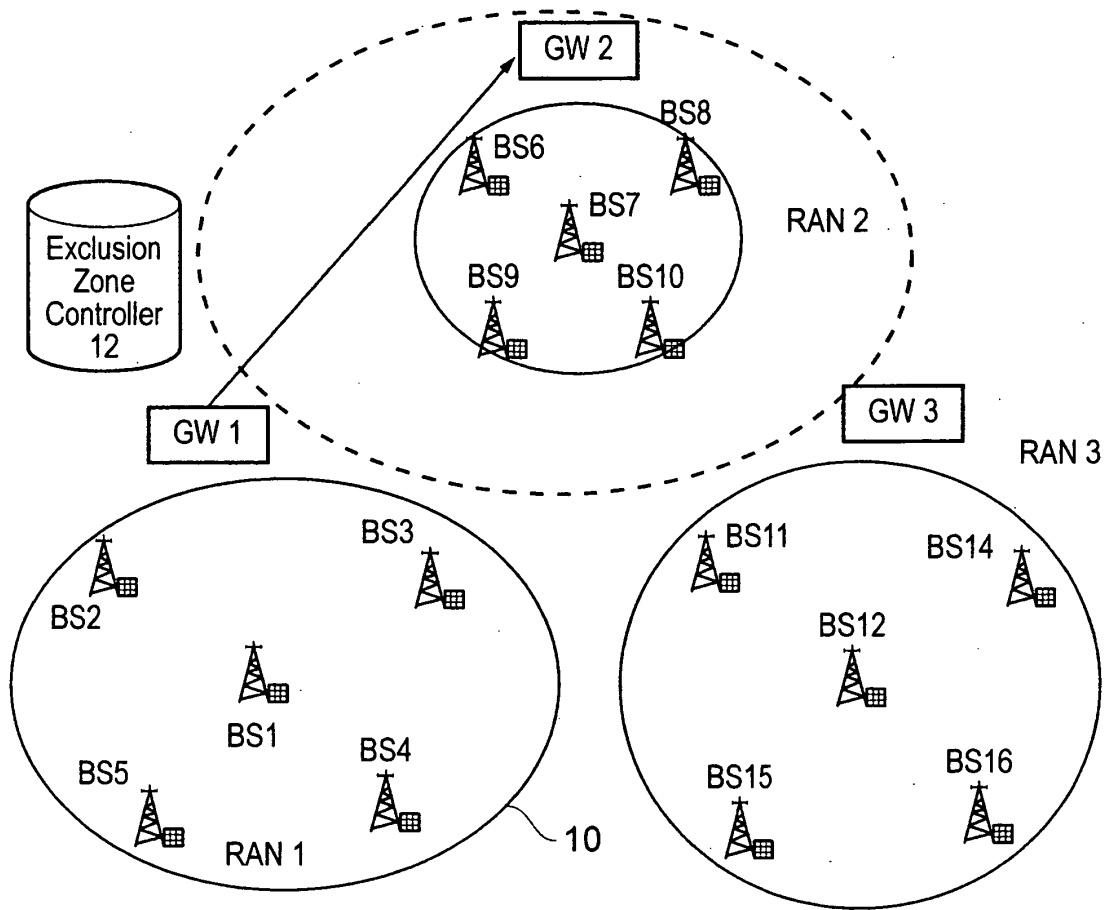 GW 2
BS8
BS6
BS7
RAN 2
Exclusion
Zone
Controller
12
BS9
BS10
GW 1
GW 3
RAN 3
BS3
BS11
BS14
BS2
BS12
BS1
BS4
BS5
BS15
BS16
10
RAN 1